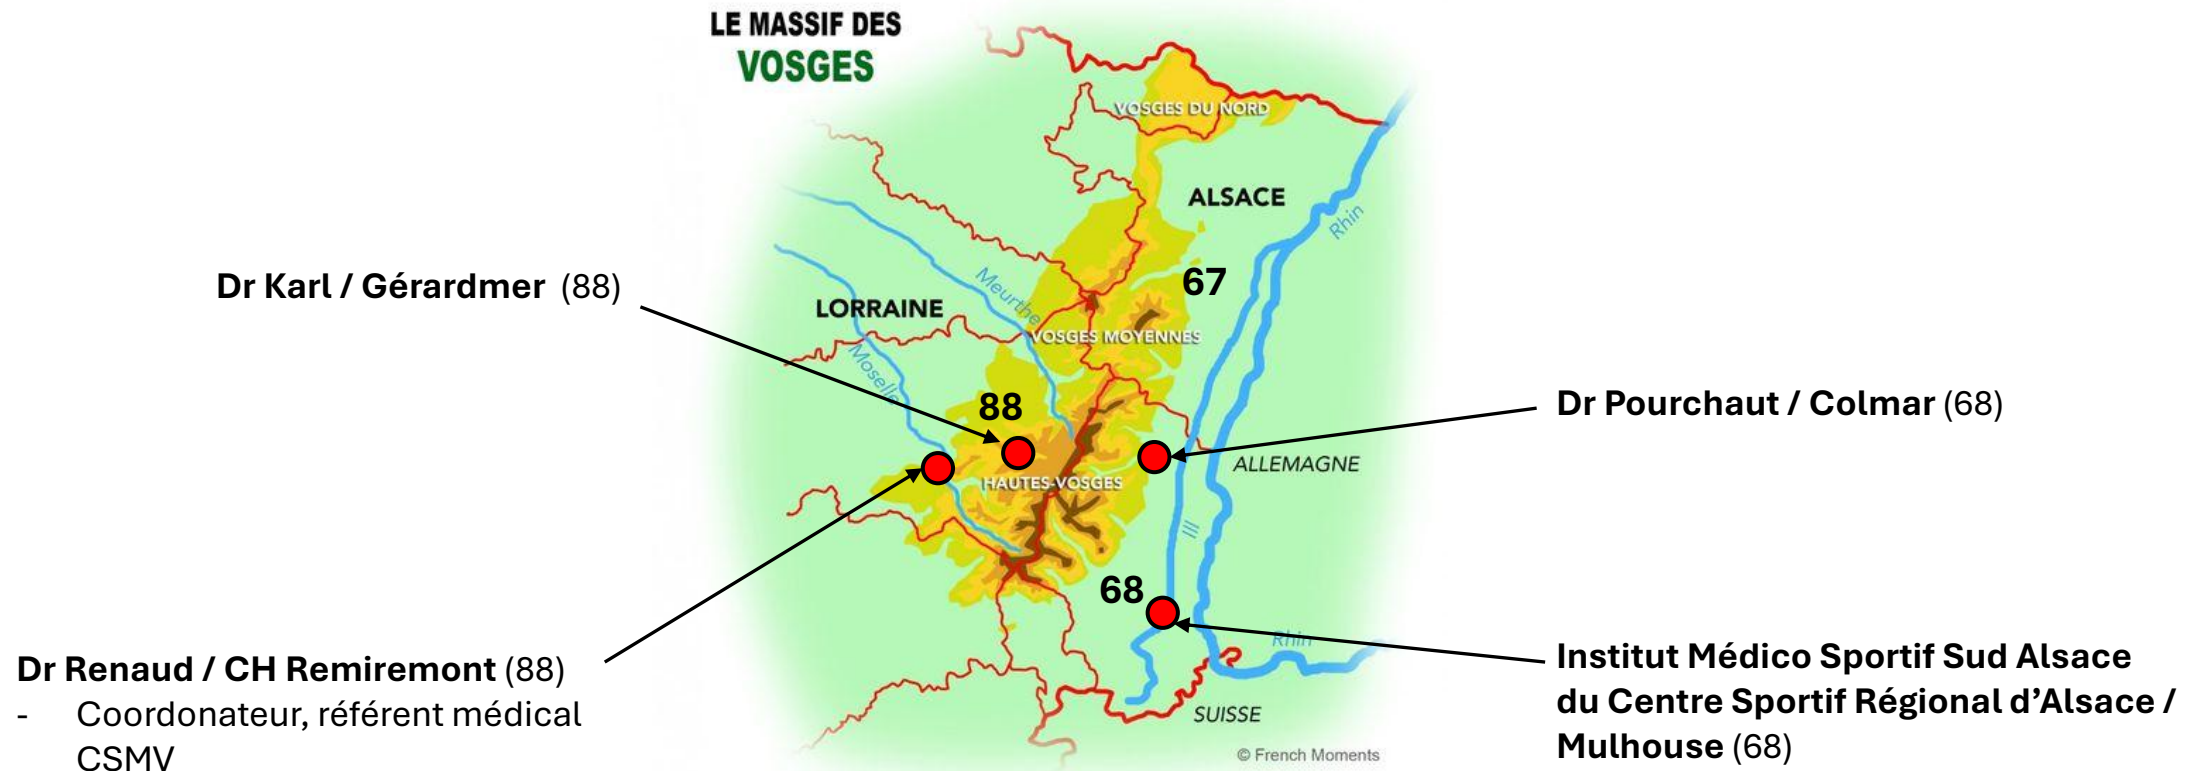 LE MASSIF DES
VOSGES
VOSGES DU NORD
ALSACE
Rhin
67
Dr Karl / Gérardmer (88)
Meurthe
LORRAINE
VOSGES MOYENNES
Moselle
88
Dr Pourchaut / Colmar (68)
ALLEMAGNE
HAUTES-VOSGES
Ill
68
Rhin
Dr Renaud / CH Remiremont (88)
- Coordonateur, référent médical
CSMV
Institut Médico Sportif Sud Alsace
du Centre Sportif Régional d’Alsace /
Mulhouse (68)
SUISSE
© French Moments